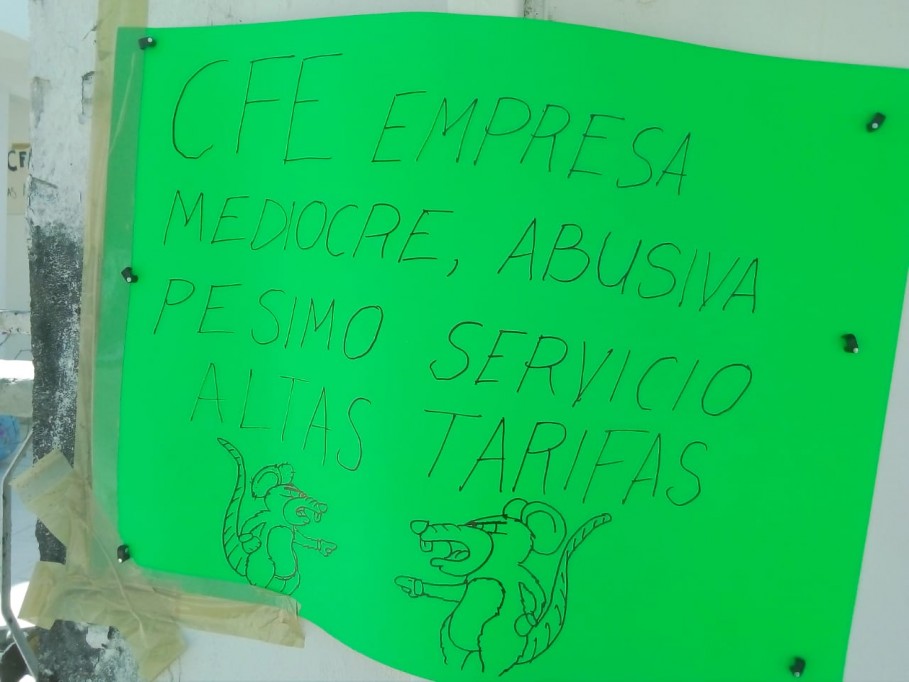 CFE EMPRESA
MEDIOCRE, ABUSIVA
PESIMO SERVICIO
ALTAS TARIFAS